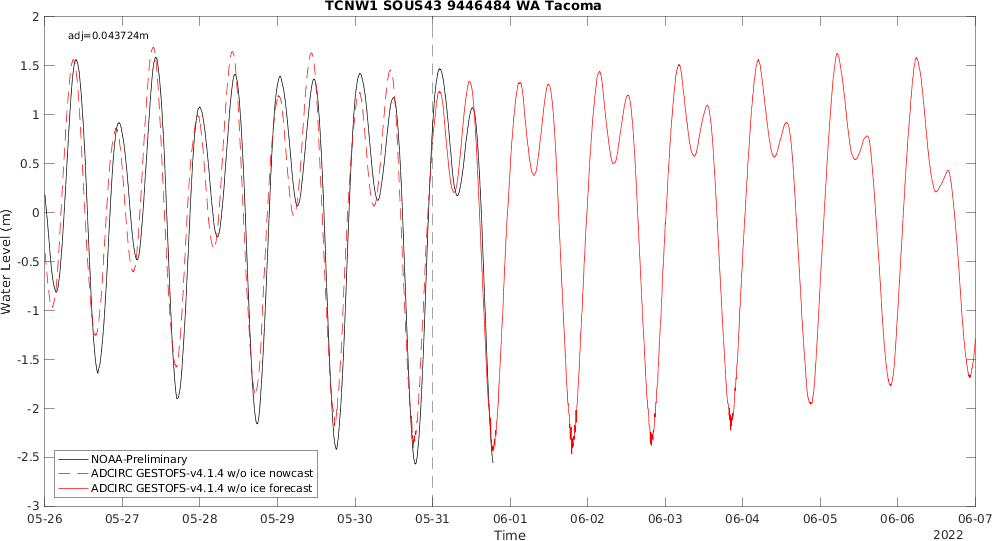 TCNW1 SOUS43 9446484 WA Tacoma
adj=0.043724m
2
1.5
1
0.5
0
-0.5
-1
-1.5
-2
-2.5
-3
Water Level (m)
NOAA-Preliminary
ADCIRC GESTOFS-v4.1.4 w/o ice nowcast
ADCIRC GESTOFS-v4.1.4 w/o ice forecast
05-26 05-27 05-28 05-29 05-30 05-31 06-01 06-02 06-03 06-04 06-05 06-06 06-07
Time
2022